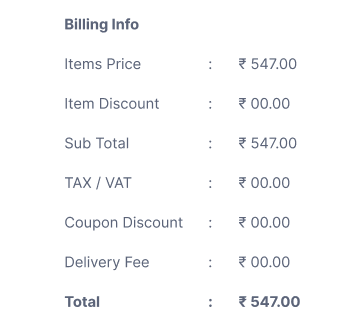 Billing Info
Items Price : ₹ 547.00
Item Discount : ₹ 00.00
Sub Total : ₹ 547.00
TAX / VAT : ₹ 00.00
Coupon Discount : ₹ 00.00
Delivery Fee : ₹ 00.00
Total : ₹ 547.00